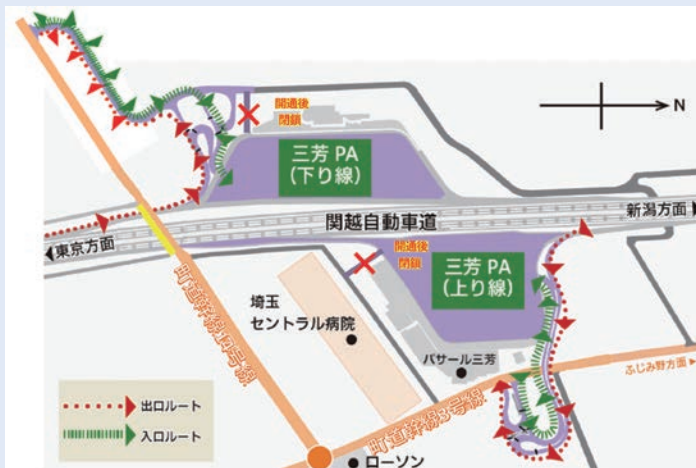 開通後
閉鎖
N
三芳 PA
(下り線)
関越自動車道
新潟方面
東京方面
開通後
閉鎖
三芳 PA
(上り線)
町道幹線14号線
埼玉
セントラル病院
パサール三芳
ふじみ野方面
町道幹線3号線
出口ルート
入口ルート
ローソン